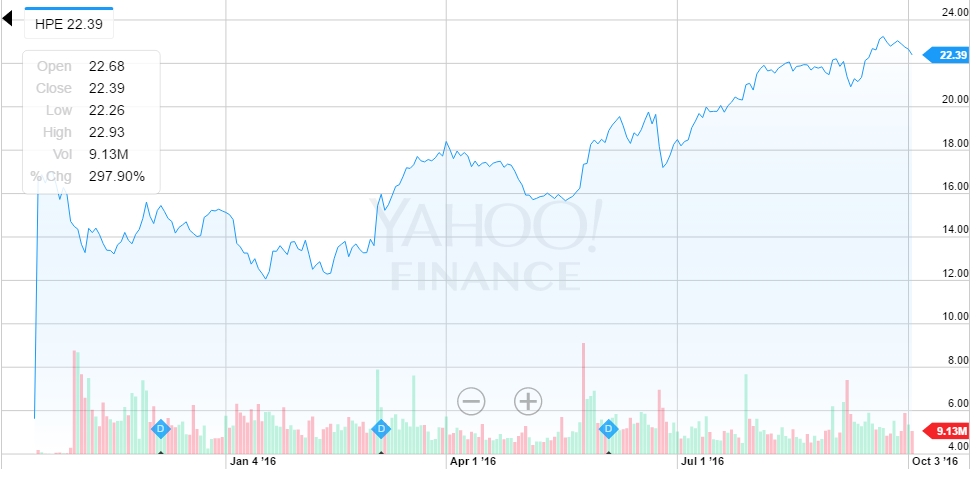 HPE 22.39
Open 22.68
Close 22.39
Low 22.26
High 22.93
Vol 9.13M
% Chg 297.90%
24.00
22.39
20.00
18.00
16.00
14.00
12.00
10.00
8.00
6.00
9.13M
4.00
YAHOO!
FINANCE
D
D
D
Jan 4 '16
Apr 1 '16
Jul 1 '16
Oct 3 '16